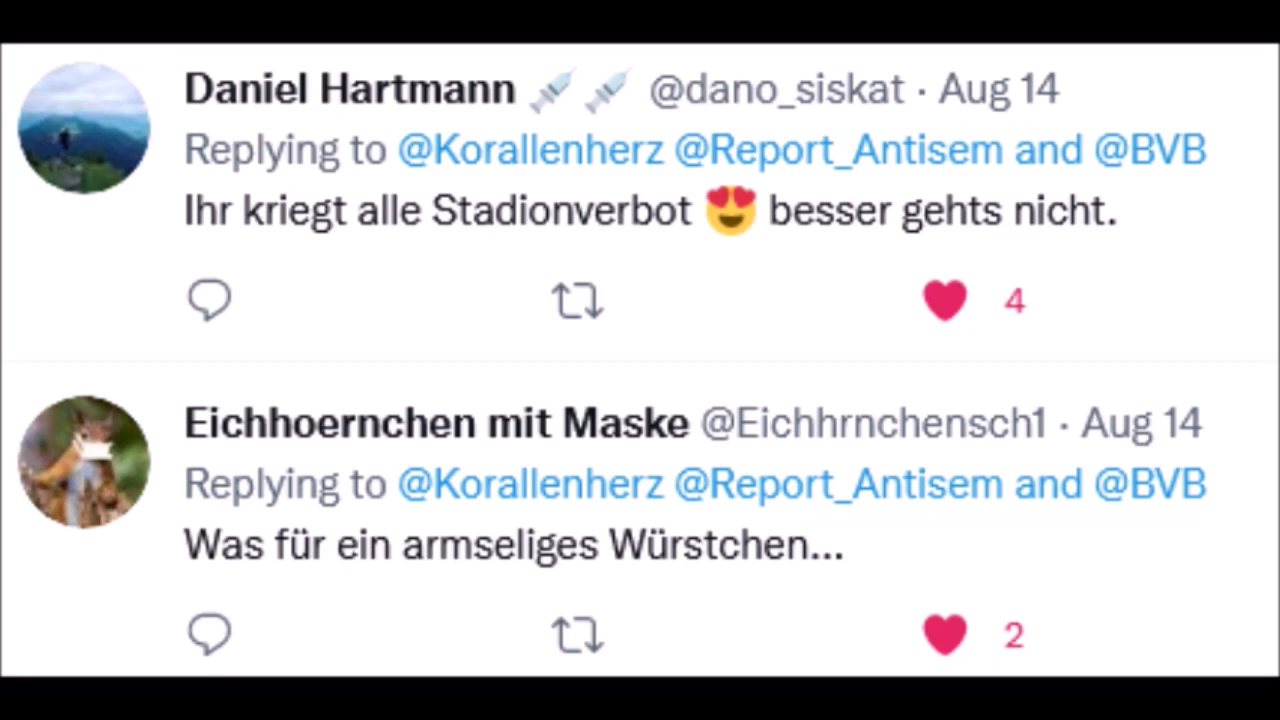 Daniel Hartmann 💉💉 @dano_siskat · Aug 14
Replying to @Korallenherz @Report_Antisem and @BVB
Ihr kriegt alle Stadionverbot 😍 besser gehts nicht.
4
Eichhoernchen mit Maske @Eichhrnchensch1 · Aug 14
Replying to @Korallenherz @Report_Antisem and @BVB
Was für ein armseliges Würstchen...
2